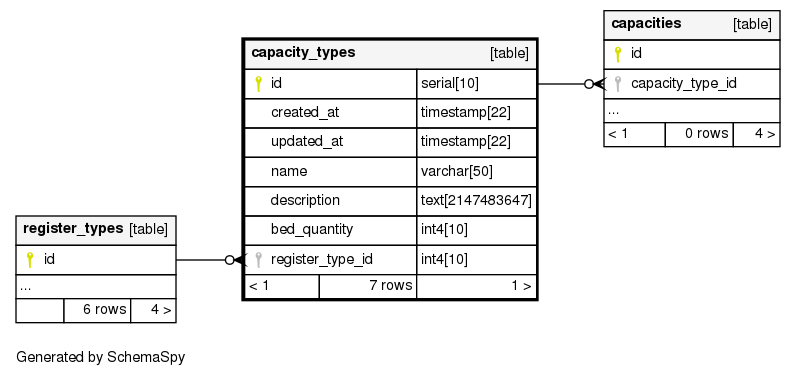 capacities [table]
id
capacity_type_id
...
< 1 0 rows 4 >
capacity_types [table]
id serial[10]
created_at timestamp[22]
updated_at timestamp[22]
name varchar[50]
description text[2147483647]
bed_quantity int4[10]
register_type_id int4[10]
< 1 7 rows 1 >
register_types [table]
id
...
6 rows 4 >
Generated by SchemaSpy